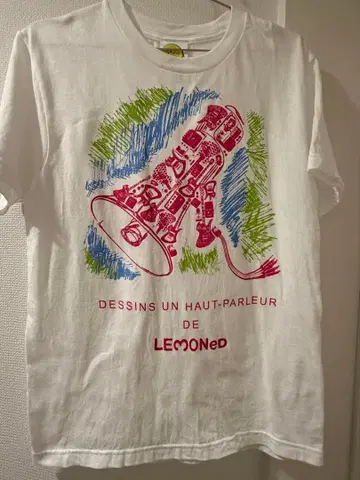 DESSINS UN HAUT-PARLEUR
DE
LEMONeD